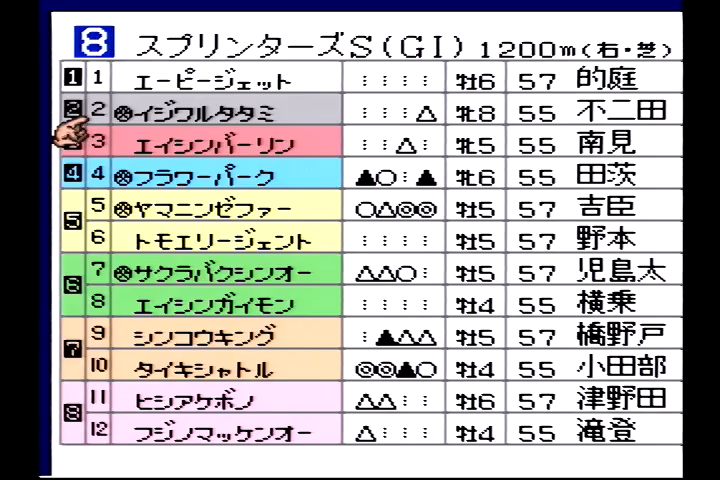 8 スプリンターズS(GI) 1200m(右・芝)
1 1 エーピージェット : : : : 牡6 57 的庭
2 2 イジワルタタミ : : : △ 牝8 55 不二田
3 エイシンバーリン : : △ : 牝5 55 南見
4 4 フラワーパーク ▲○:▲ 牝6 55 田茨
5 5 ヤマニンゼファー ○△◎◎ 牡5 57 吉臣
6 トモエリージェント : : : : 牡5 57 野本
6 7 サクラバクシンオー △△○: 牡5 57 児島太
8 エイシンガイモン : : : : 牡4 55 横乗
7 9 シンコウキング :▲△△ 牡5 57 橋野戸
10 タイキシャトル ◎◎▲○ 牡4 55 小田部
8 11 ヒシアケボノ △△: : 牡6 57 津野田
12 フジノマッケンオー △: : : 牡4 55 滝登